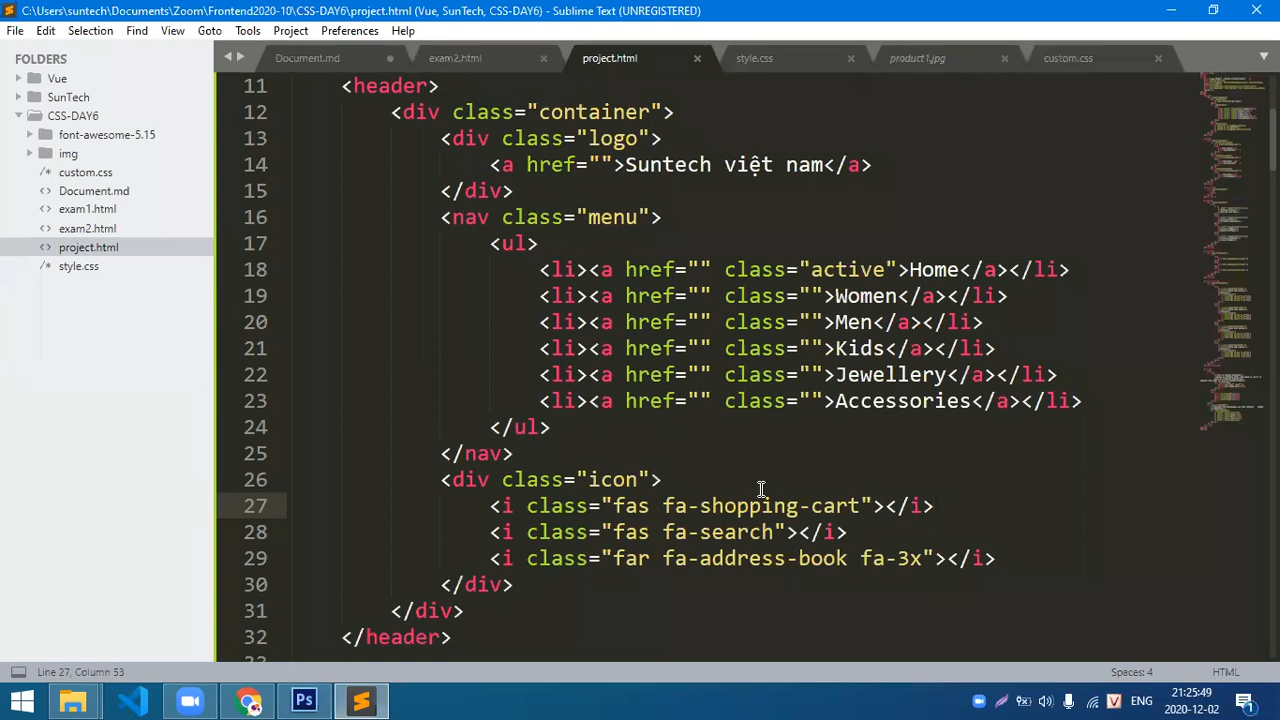 C:\Users\suntech\Documents\Zoom\Frontend2020-10\CSS-DAY6\project.html (Vue, SunTech, CSS-DAY6) - Sublime Text (UNREGISTERED)
File Edit Selection Find View Goto Tools Project Preferences Help
FOLDERS
Vue
SunTech
CSS-DAY6
font-awesome-5.15
img
custom.css
Document.md
exam1.html
exam2.html
project.html
style.css
Document.md exam2.html project.html style.css product1.jpg custom.css
11 <header>
12 <div class="container">
13 <div class="logo">
14 <a href="">Suntech việt nam</a>
15 </div>
16 <nav class="menu">
17 <ul>
18 <li><a href="" class="active">Home</a></li>
19 <li><a href="" class="">Women</a></li>
20 <li><a href="" class="">Men</a></li>
21 <li><a href="" class="">Kids</a></li>
22 <li><a href="" class="">Jewellery</a></li>
23 <li><a href="" class="">Accessories</a></li>
24 </ul>
25 </nav>
26 <div class="icon">
27 <i class="fas fa-shopping-cart"></i>
28 <i class="fas fa-search"></i>
29 <i class="far fa-address-book fa-3x"></i>
30 </div>
31 </div>
32 </header>
Line 27, Column 53 Spaces: 4 HTML
Ps V ENG 21:25:49
2020-12-02 1